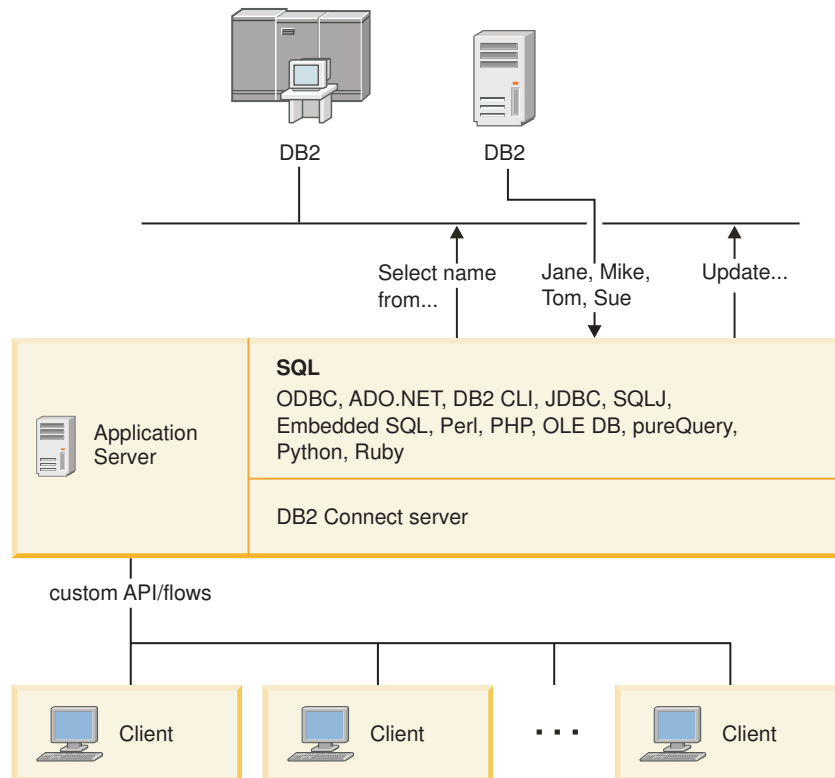 DB2
DB2
Select name
from...
Jane, Mike,
Tom, Sue
Update...
Application
Server
SQL
ODBC, ADO.NET, DB2 CLI, JDBC, SQLJ,
Embedded SQL, Perl, PHP, OLE DB, pureQuery,
Python, Ruby
DB2 Connect server
custom API/flows
Client
Client
...
Client